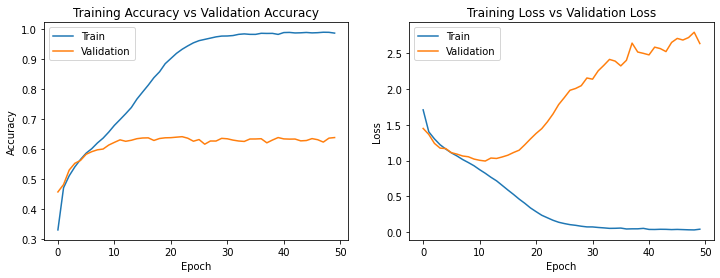 Training Accuracy vs Validation Accuracy
Train
Validation
1.0
0.9
0.8
0.7
0.6
0.5
0.4
0.3
Accuracy
0 10 20 30 40 50
Epoch
Training Loss vs Validation Loss
Train
Validation
2.5
2.0
1.5
1.0
0.5
0.0
Loss
0 10 20 30 40 50
Epoch